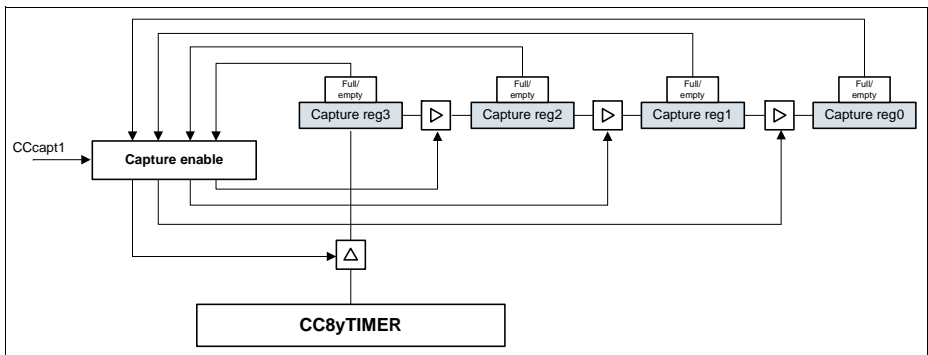 Full/
empty
Full/
empty
Full/
empty
Full/
empty
Capture reg3
Capture reg2
Capture reg1
Capture reg0
CCcapt1
Capture enable
CC8yTIMER